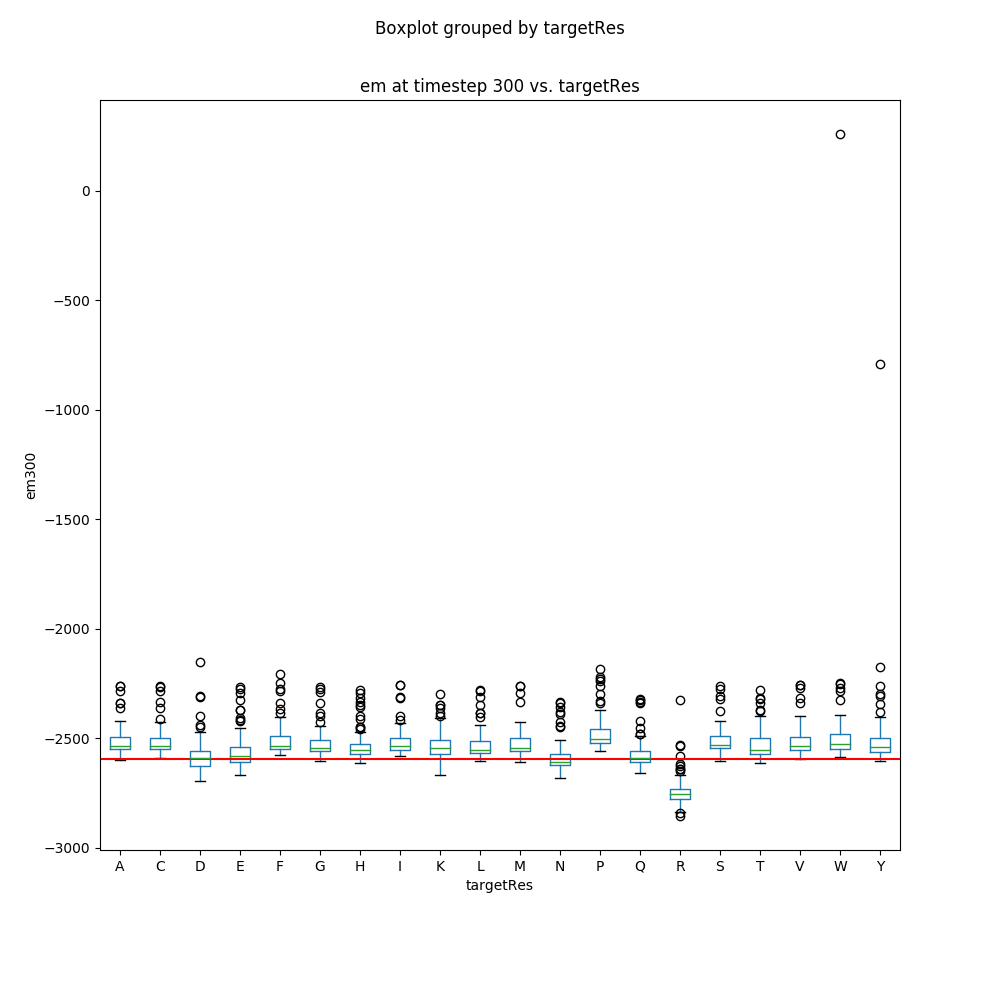 Boxplot grouped by targetRes
em at timestep 300 vs. targetRes
0
−500
−1000
−1500
−2000
−2500
−3000
em300
A C D E F G H I K L M N P Q R S T V W Y
targetRes